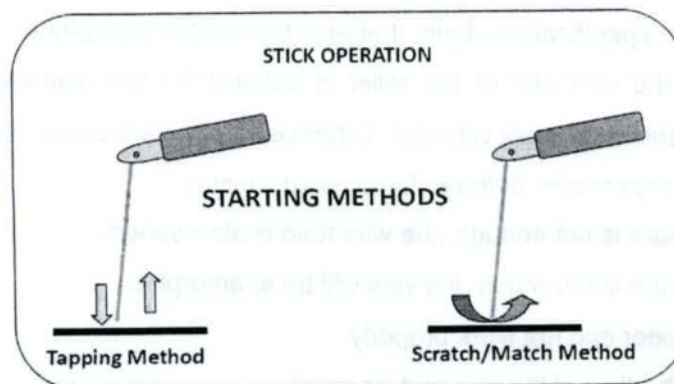 STICK OPERATION
STARTING METHODS
Tapping Method
Scratch/Match Method